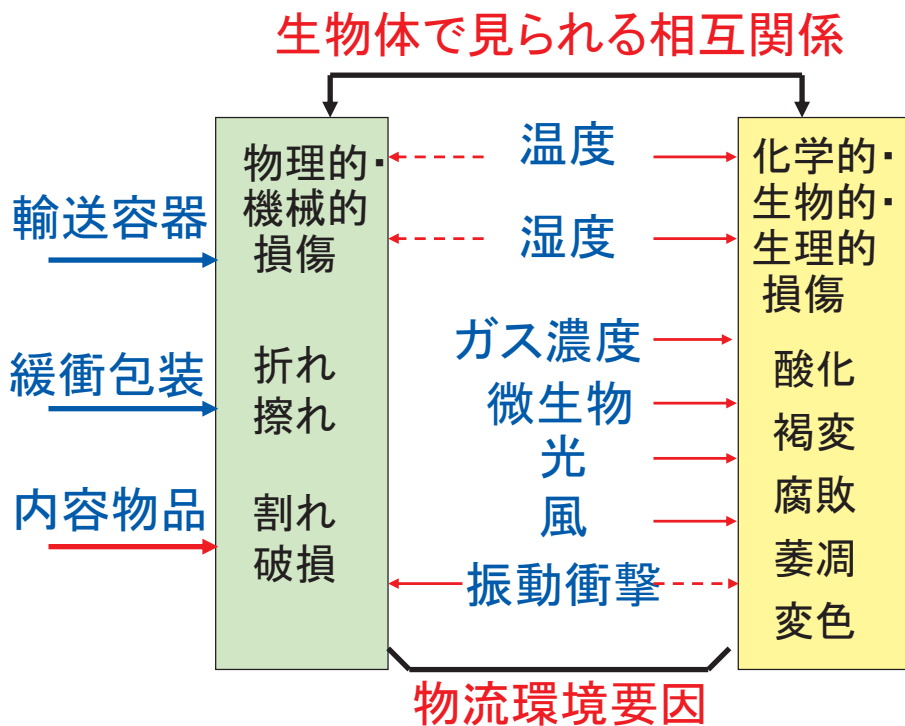 生物体で見られる相互関係
輸送容器
緩衝包装
内容物品
物理的・
機械的
損傷
折れ
擦れ
割れ
破損
温度
湿度
ガス濃度
微生物
光
風
振動衝撃
化学的・
生物的・
生理的
損傷
酸化
褐変
腐敗
萎凋
変色
物流環境要因